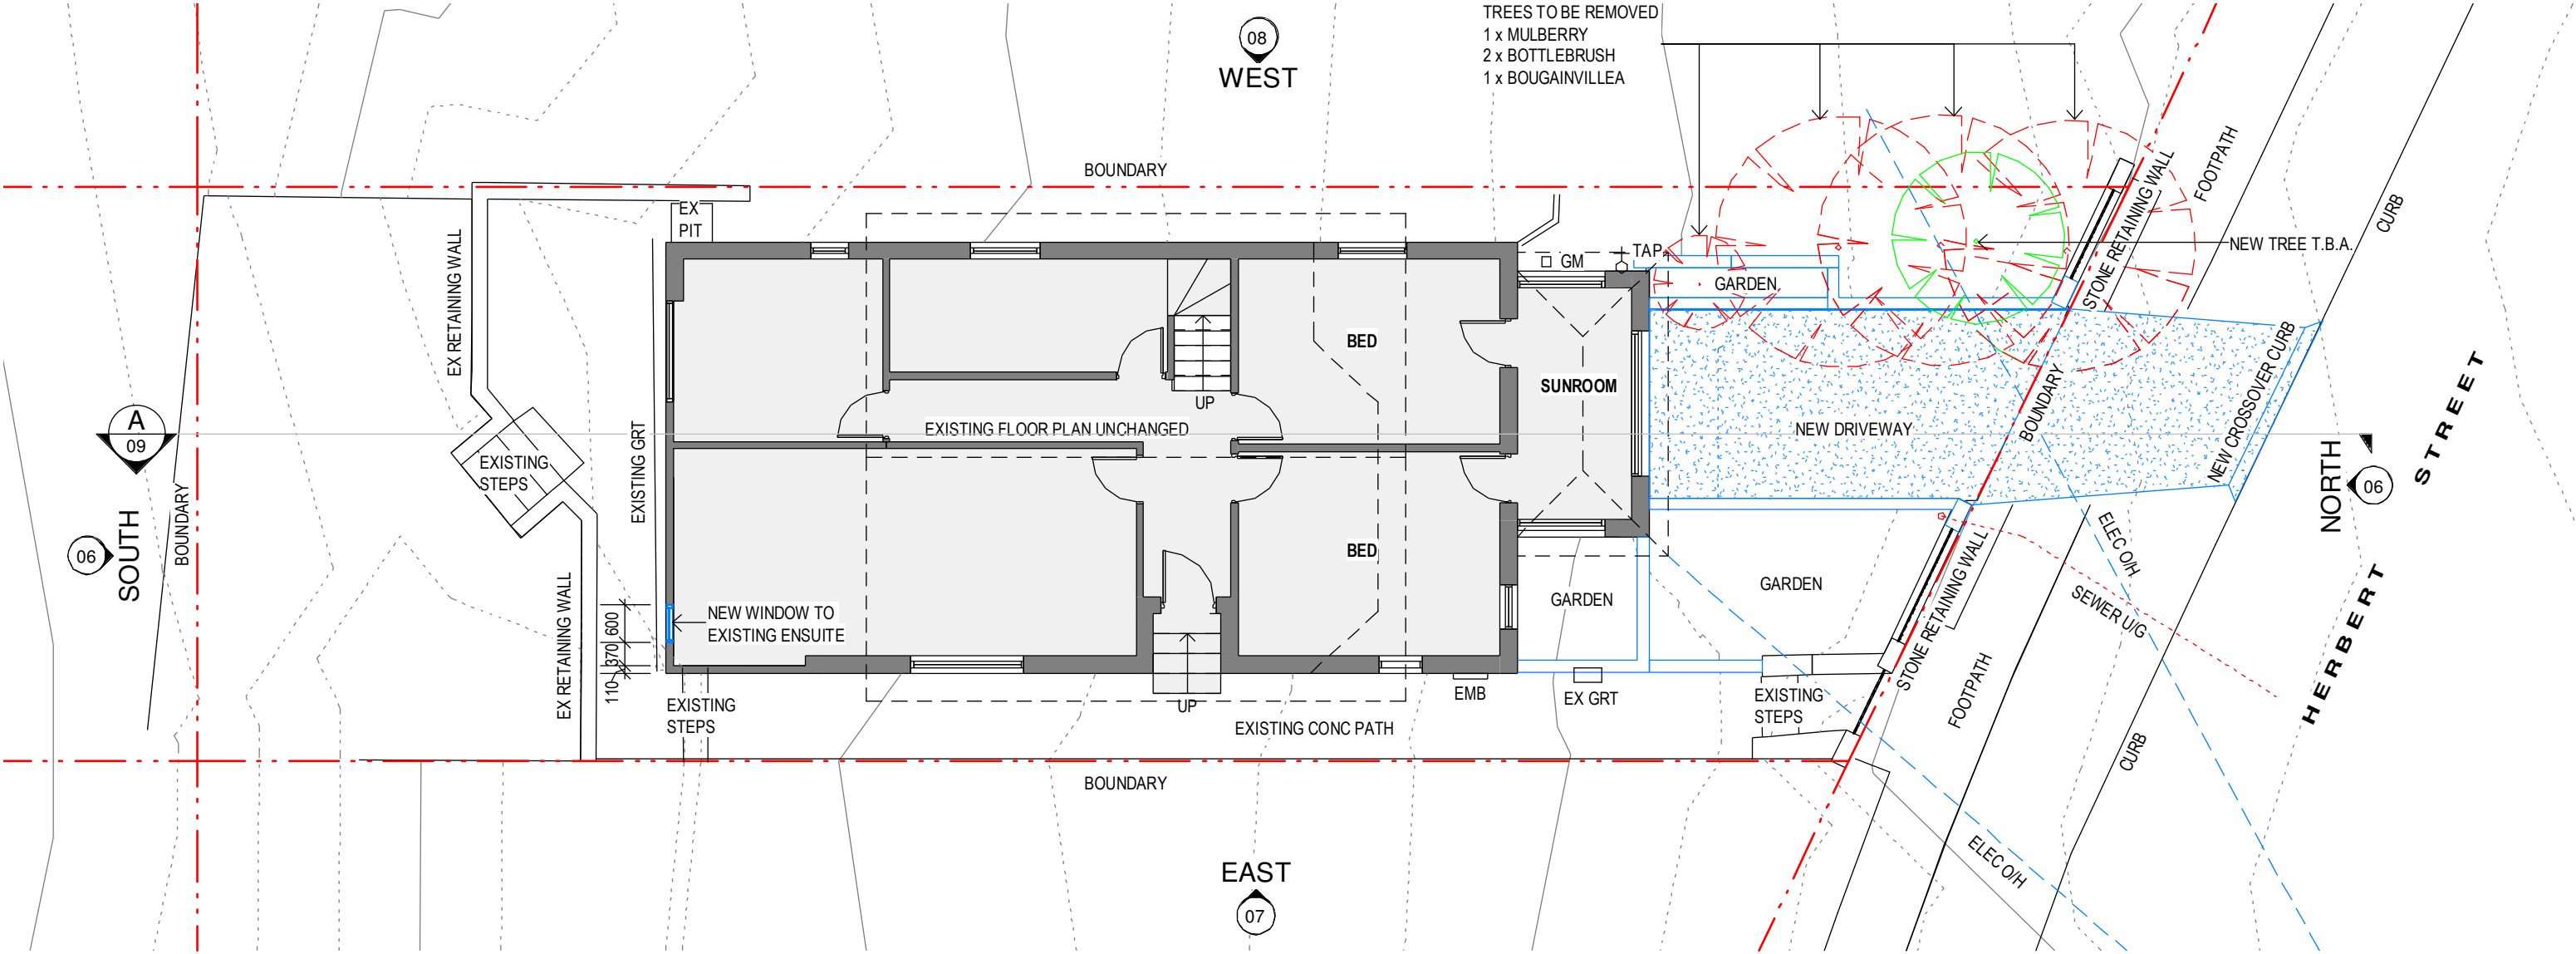 TREES TO BE REMOVED
1 x MULBERRY
2 x BOTTLEBRUSH
1 x BOUGAINVILLEA
08
WEST
BOUNDARY
EX
PIT
EX RETAINING WALL
GM
TAP
GARDEN
STONE RETAINING WALL
FOOTPATH
CURB
NEW TREE T.B.A.
BED
SUNROOM
UP
EXISTING FLOOR PLAN UNCHANGED
NEW DRIVEWAY
BOUNDARY
NEW CROSSOVER CURB
NORTH
06
HERBERT STREET
A
09
BOUNDARY
EXISTING
STEPS
EXISTING GRT
06
SOUTH
EX RETAINING WALL
600
370
110
NEW WINDOW TO
EXISTING ENSUITE
BED
GARDEN
GARDEN
ELEC O/H
SEWER U/G
STONE RETAINING WALL
FOOTPATH
EXISTING
STEPS
UP
EMB
EX GRT
EXISTING
STEPS
EXISTING CONC PATH
CURB
BOUNDARY
ELEC O/H
EAST
07